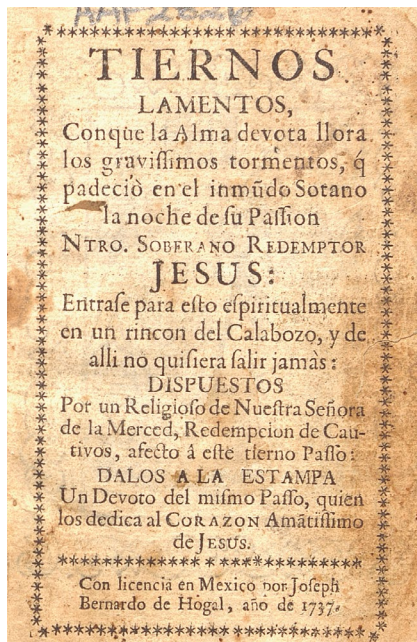 TIERNOS
LAMENTOS,
Conque la Alma devota llora
los gravissimos tormentos, q̃
padeciò en el inmũdo Sotano
la noche de su Passion
NTRO. SOBERANO REDEMPTOR
JESUS:
Entrase para esto espiritualmente
en un rincon del Calabozo, y de
alli no quisiera salir jamàs:
DISPUESTOS
Por un Religioso de Nuestra Señora
de la Merced, Redempcion de Cau-
tivos, afecto â este tierno Passo:
DALOS A LA ESTAMPA
Un Devoto del mismo Passo, quien
los dedica al CORAZON Amãtissimo
de JESUS.
Con licencia en Mexico por Joseph
Bernardo de Hogal, año de 1737.